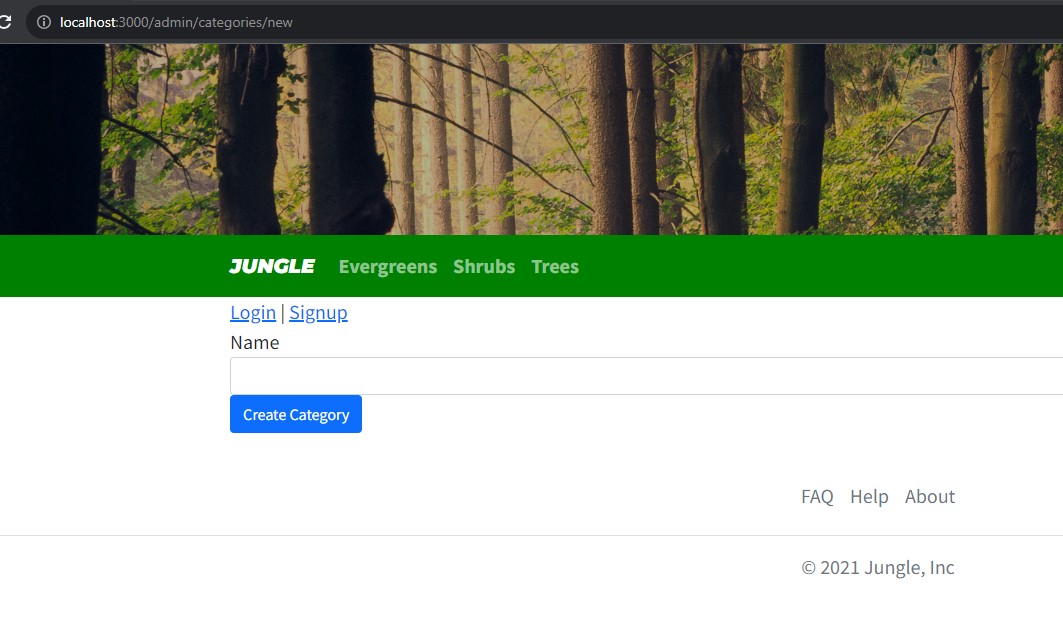 localhost:3000/admin/categories/new
JUNGLE Evergreens Shrubs Trees
Login | Signup
Name
Create Category
FAQ Help About
© 2021 Jungle, Inc